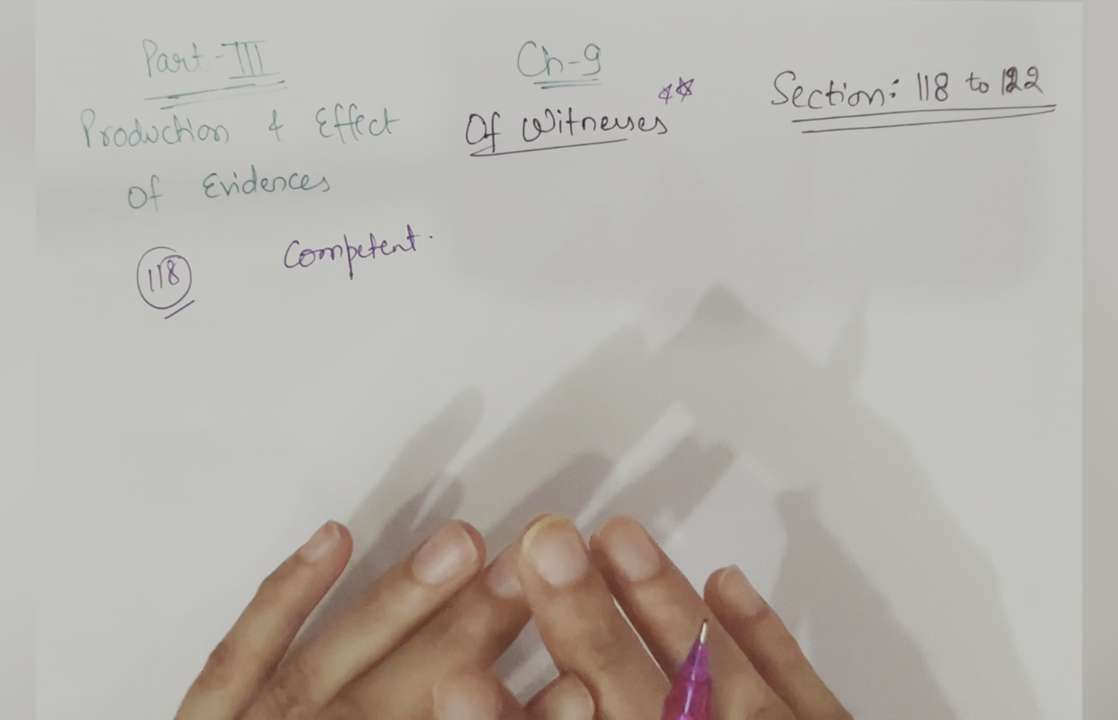 Part-III
Production & Effect
Of Evidences
Ch-9
Of Witnesses
Section: 118 to 122
118 Competent.